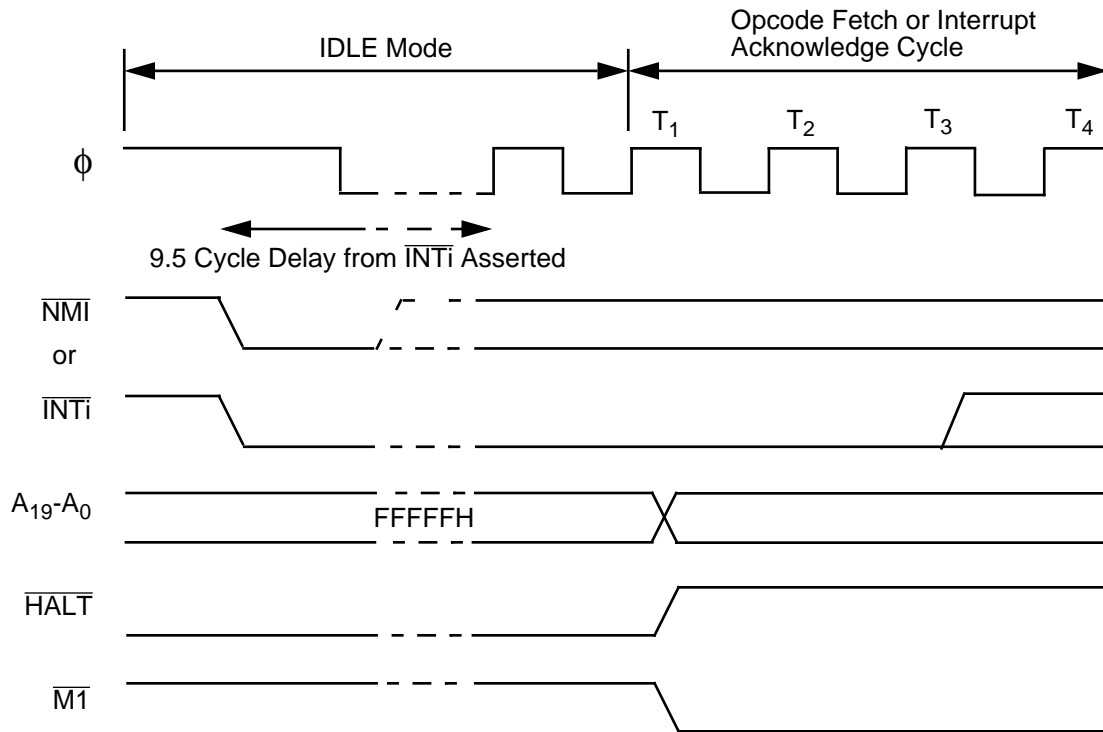 Opcode Fetch or Interrupt
Acknowledge Cycle
IDLE Mode
T1 T2 T3 T4
ϕ
9.5 Cycle Delay from INTi Asserted
NMI
or
INTi
A19-A0
FFFFFH
HALT
M1